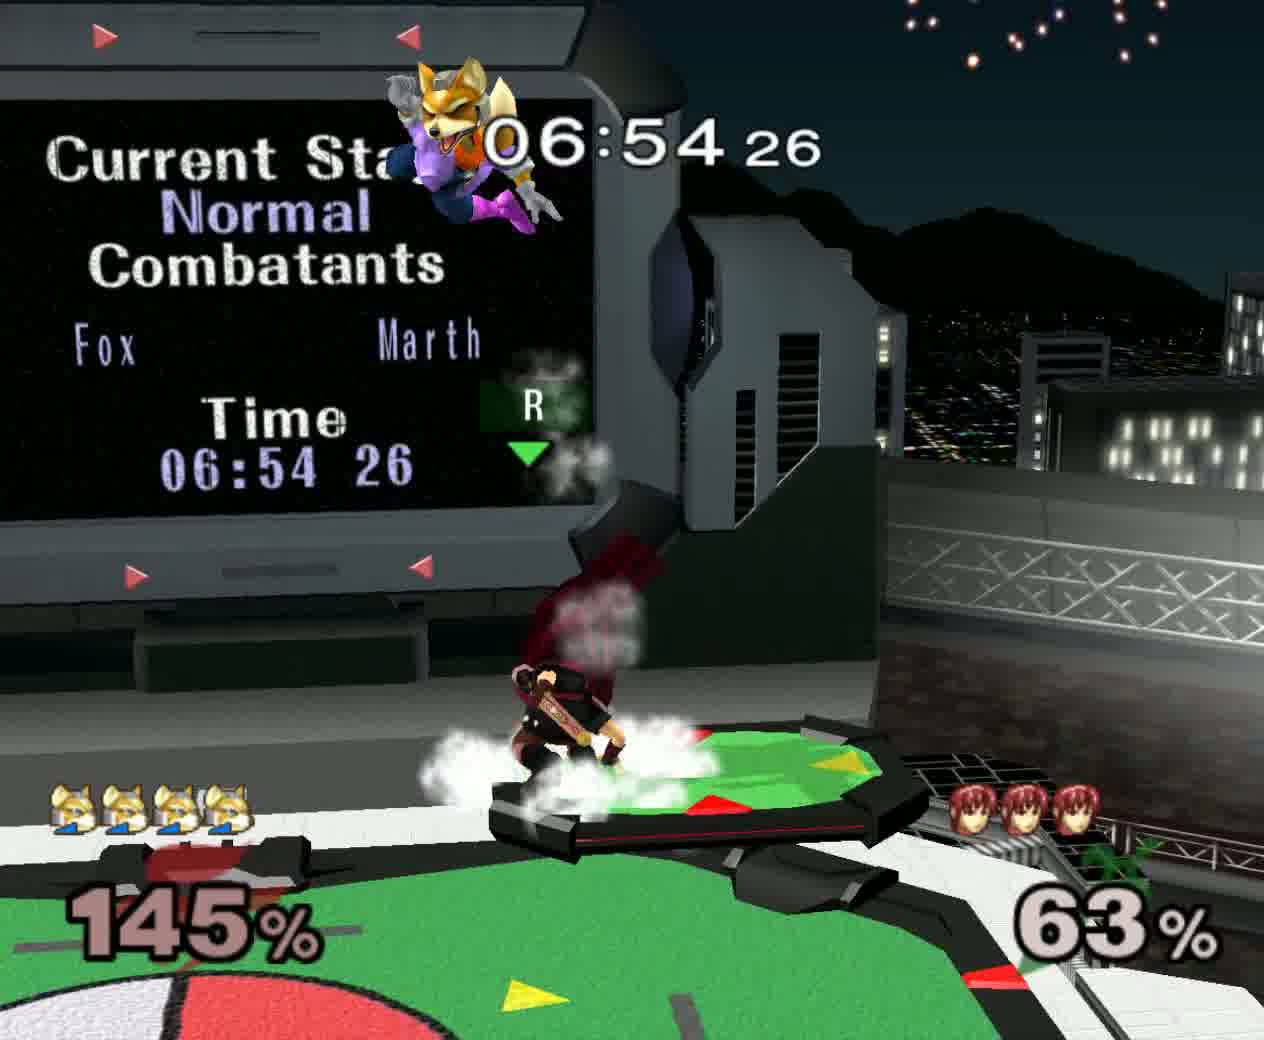 06:54 26
Current Sta
Normal
Combatants
Fox Marth
Time
06:54 26
R
145%
63%